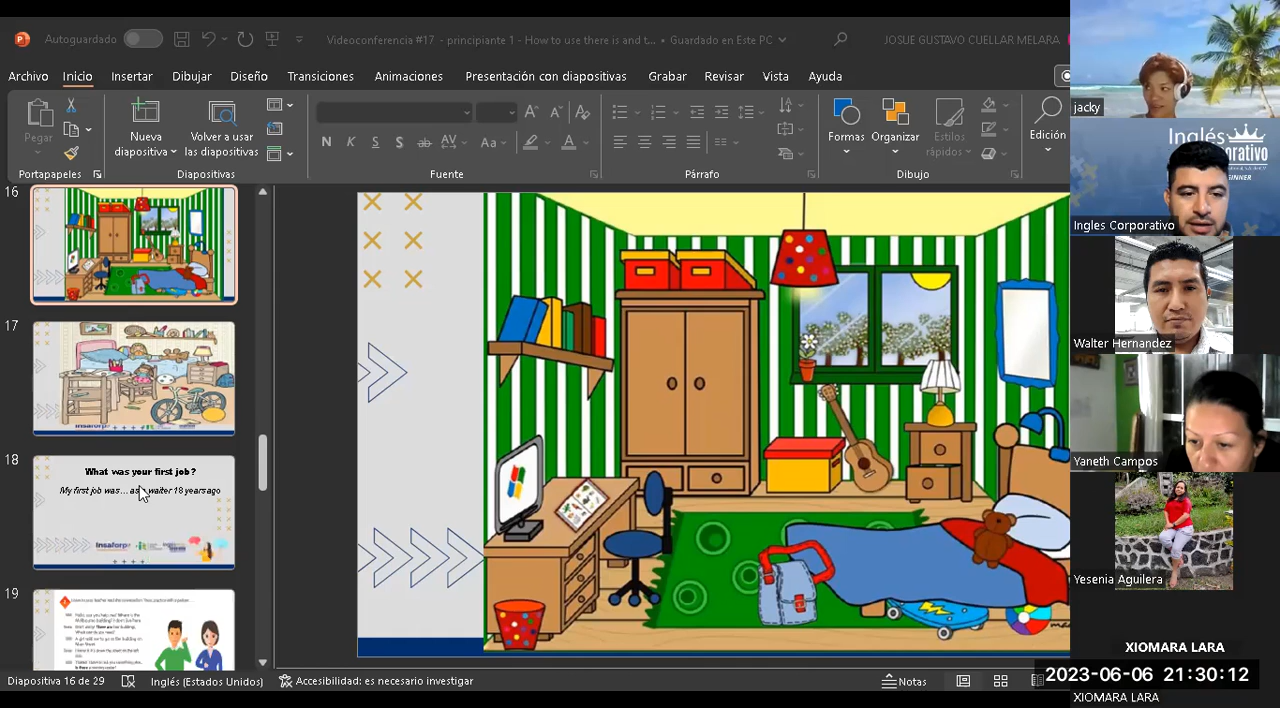 Autoguardado
Videoconferencia #17 - principiante 1 - How to use there is and t... • Guardado en Este PC
JOSUE GUSTAVO CUELLAR MELARA
Archivo Inicio Insertar Dibujar Diseño Transiciones Animaciones Presentación con diapositivas Grabar Revisar Vista Ayuda
Pegar
Nueva diapositiva
Volver a usar las diapositivas
N K S S ab AV Aa A
Formas Organizar Estilos rápidos Edición
Portapapeles Diapositivas Fuente Párrafo Dibujo
16
17
18
What was your first job?
My first job was... as a waiter 18 years ago
Insaforp
19
Diapositiva 16 de 29
Inglés (Estados Unidos)
Accesibilidad: es necesario investigar
Notas
jacky
Inglés
Ingles Corporativo
Walter Hernandez
Yaneth Campos
Yesenia Aguilera
XIOMARA LARA
2023-06-06 21:30:12
XIOMARA LARA